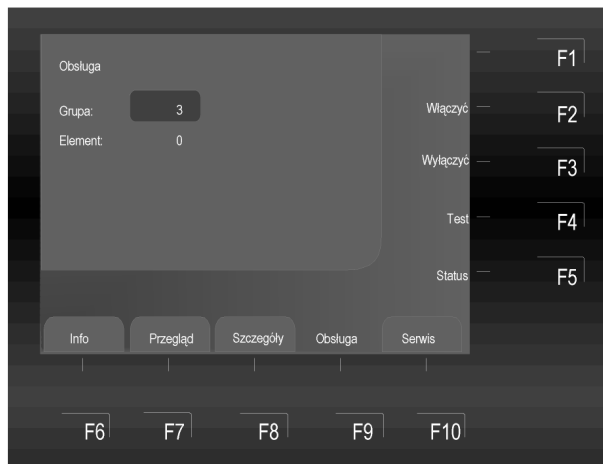 Obsługa
Grupa: 3
Element: 0
F1
Włączyć F2
Wyłączyć F3
Test F4
Status F5
Info Przegląd Szczegóły Obsługa Serwis
F6 F7 F8 F9 F10